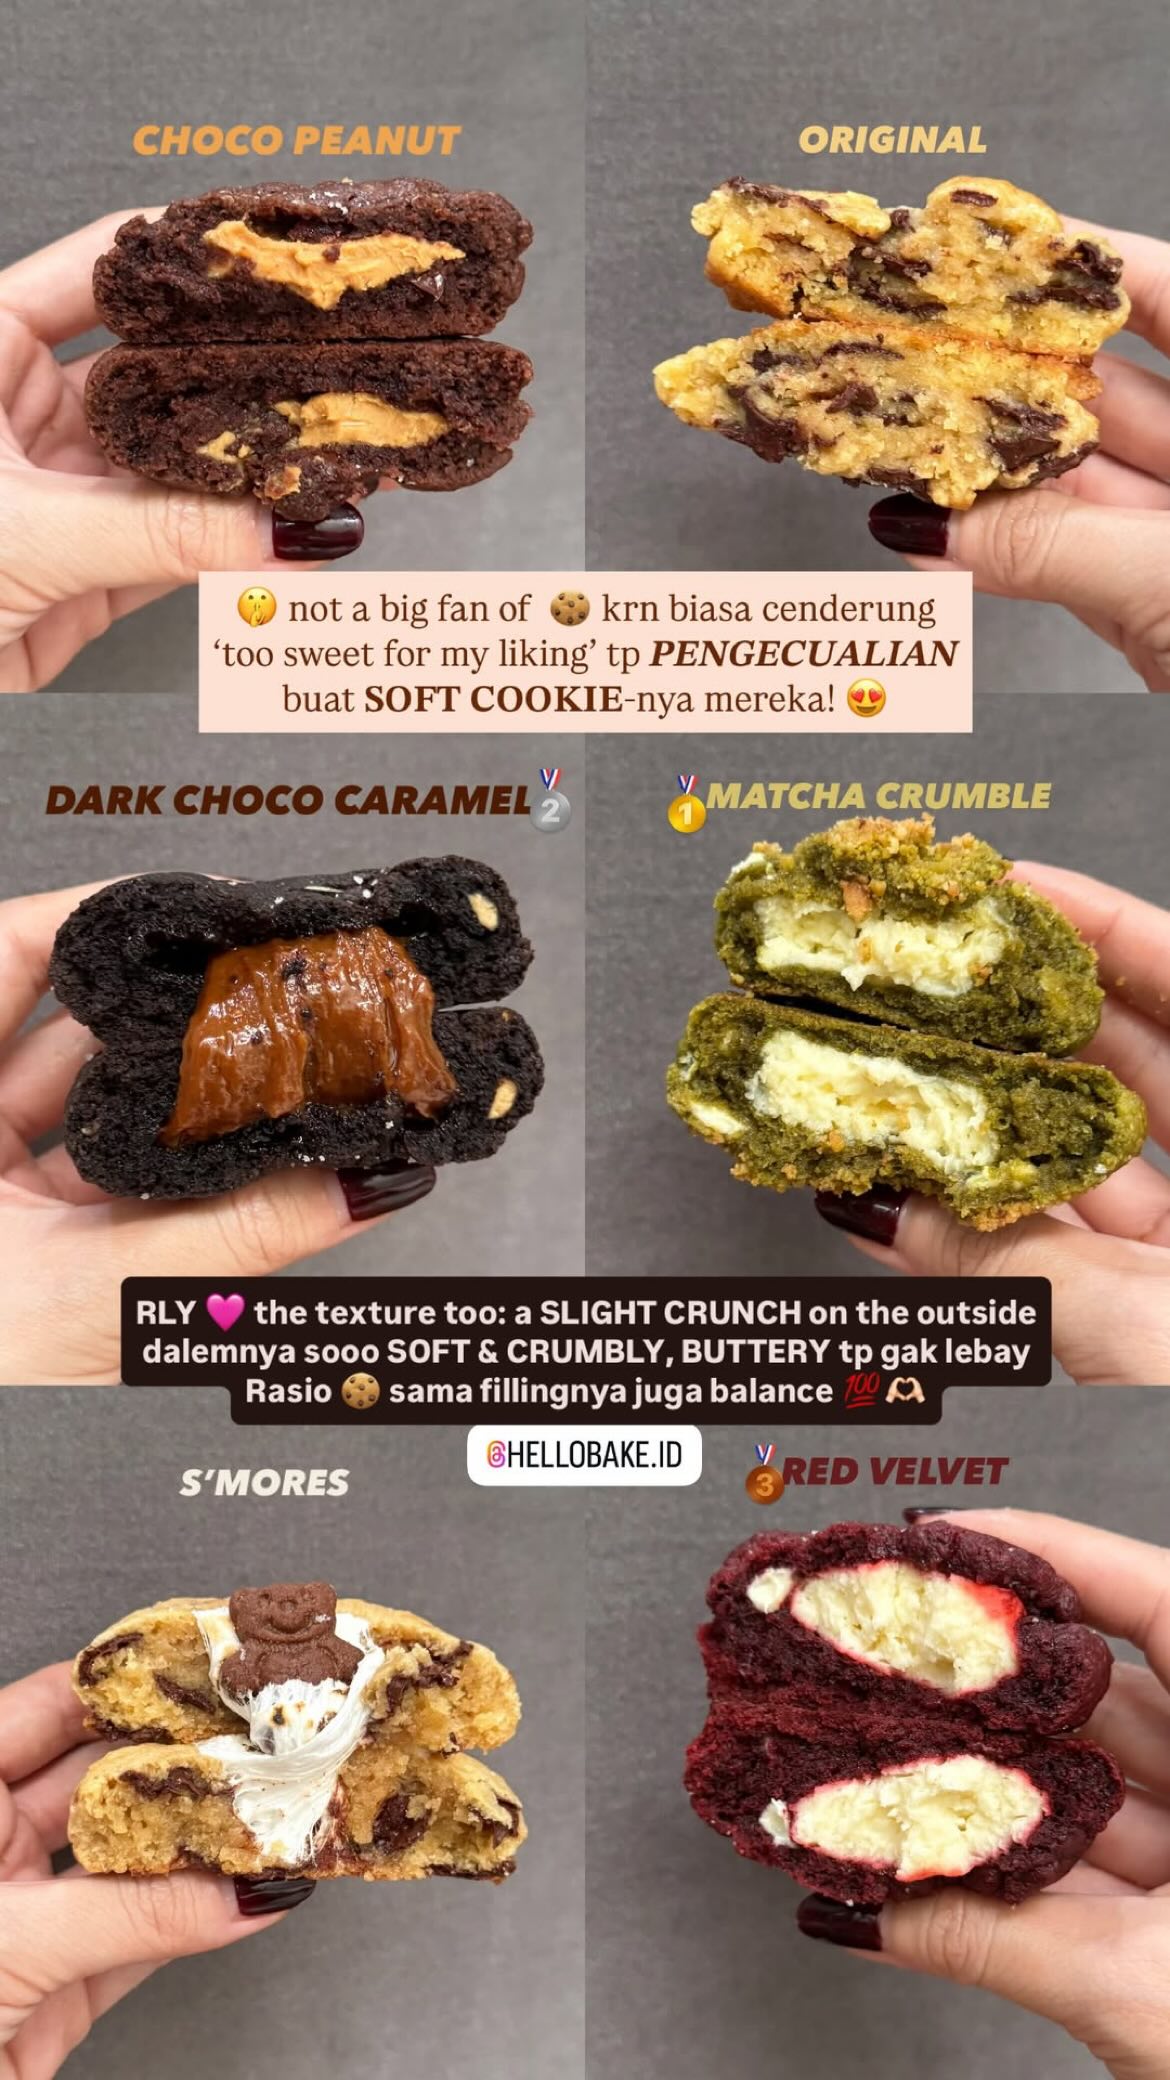 CHOCO PEANUT
ORIGINAL
🤫 not a big fan of 🍪 krn biasa cenderung
‘too sweet for my liking’ tp PENGECUALIAN
buat SOFT COOKIE-nya mereka! 😍
DARK CHOCO CARAMEL🥈
🥇MATCHA CRUMBLE
RLY 🩷 the texture too: a SLIGHT CRUNCH on the outside
dalemnya sooo SOFT & CRUMBLY, BUTTERY tp gak lebay
Rasio 🍪 sama fillingnya juga balance 💯🫶🏻
@HELLOBAKE.ID
S’MORES
🥉RED VELVET